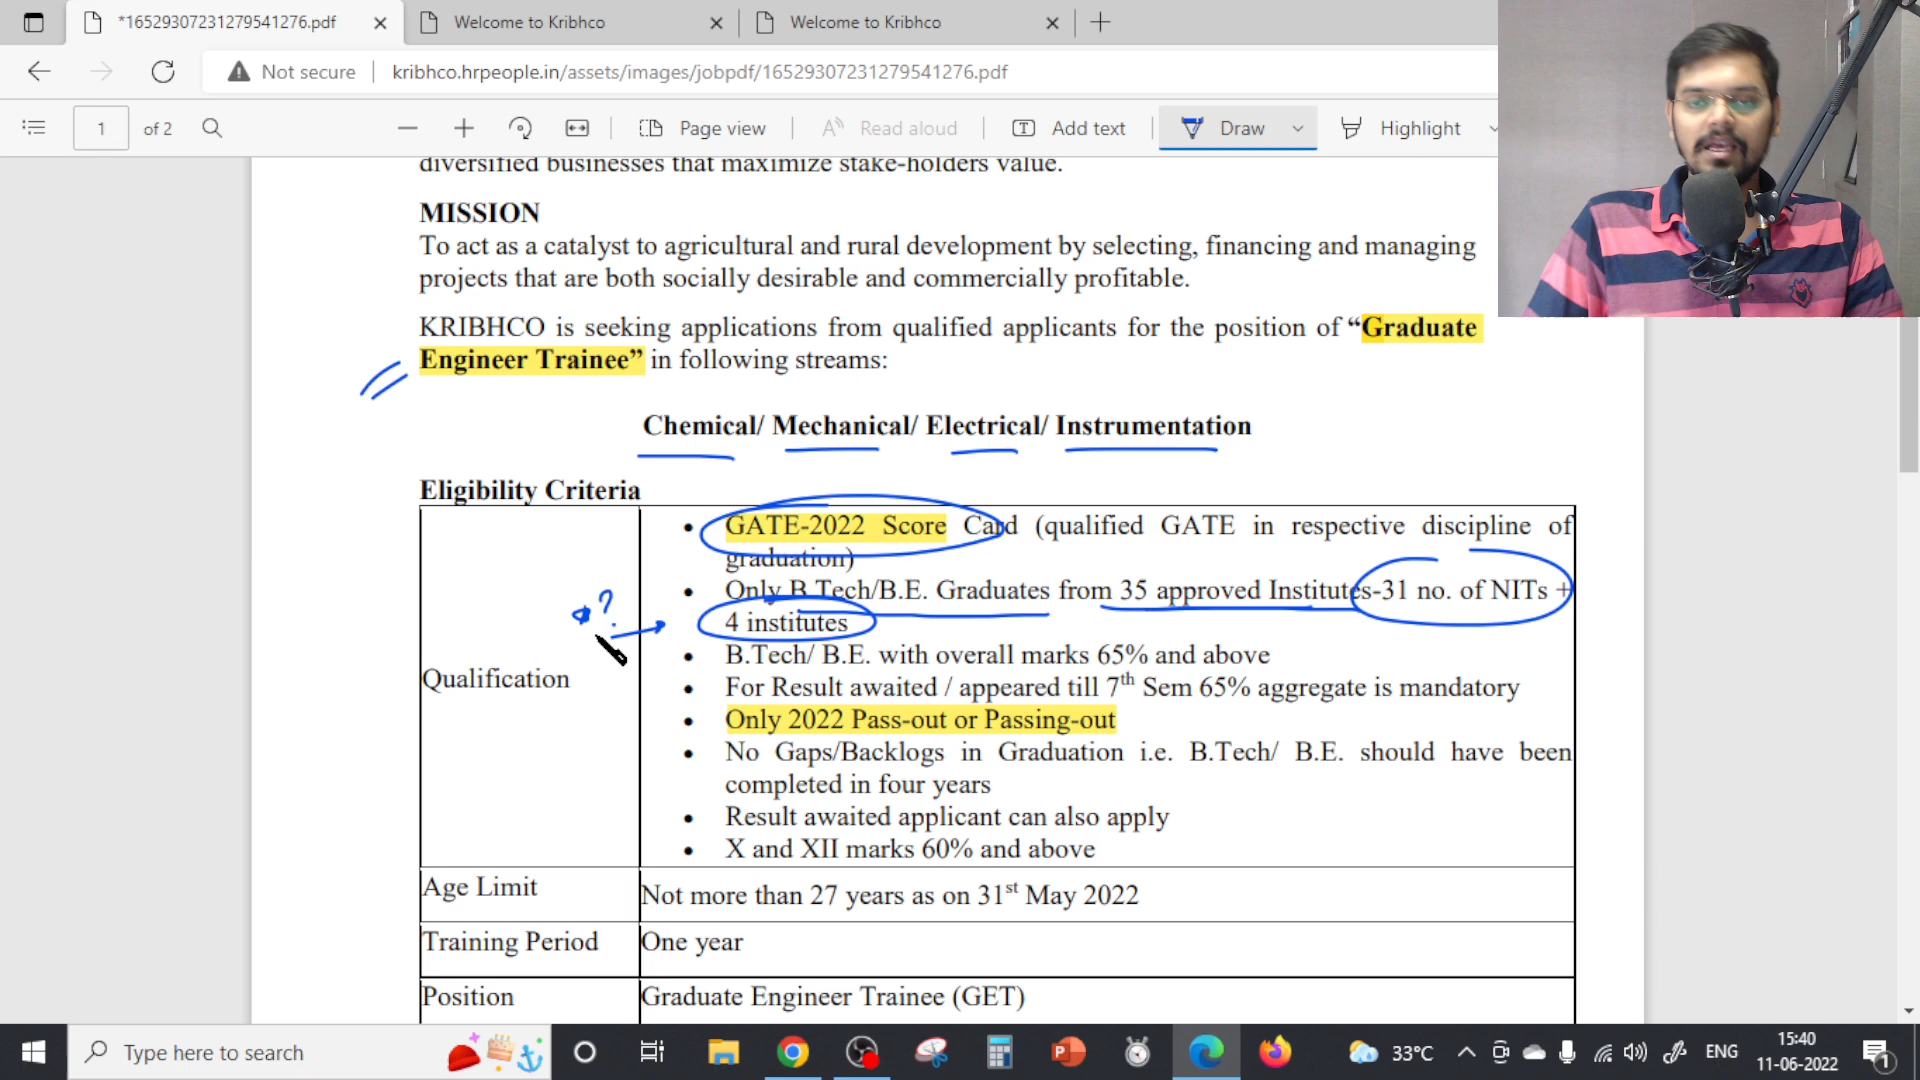 *16529307231279541276.pdf
Welcome to Kribhco
Welcome to Kribhco
Not secure
kribhco.hrpeople.in/assets/images/jobpdf/16529307231279541276.pdf
1 of 2
Page view
Read aloud
Add text
Draw
Highlight
diversified businesses that maximize stake-holders value.
MISSION
To act as a catalyst to agricultural and rural development by selecting, financing and managing
projects that are both socially desirable and commercially profitable.
KRIBHCO is seeking applications from qualified applicants for the position of “Graduate
Engineer Trainee” in following streams:
Chemical/ Mechanical/ Electrical/ Instrumentation
Eligibility Criteria
Qualification
• GATE-2022 Score Card (qualified GATE in respective discipline of
graduation)
• Only B.Tech/B.E. Graduates from 35 approved Institutes-31 no. of NITs +
4 institutes
?
• B.Tech/ B.E. with overall marks 65% and above
• For Result awaited / appeared till 7th Sem 65% aggregate is mandatory
• Only 2022 Pass-out or Passing-out
• No Gaps/Backlogs in Graduation i.e. B.Tech/ B.E. should have been
completed in four years
• Result awaited applicant can also apply
• X and XII marks 60% and above
Age Limit
Not more than 27 years as on 31st May 2022
Training Period
One year
Position
Graduate Engineer Trainee (GET)
Type here to search
33°C
ENG
15:40
11-06-2022
1